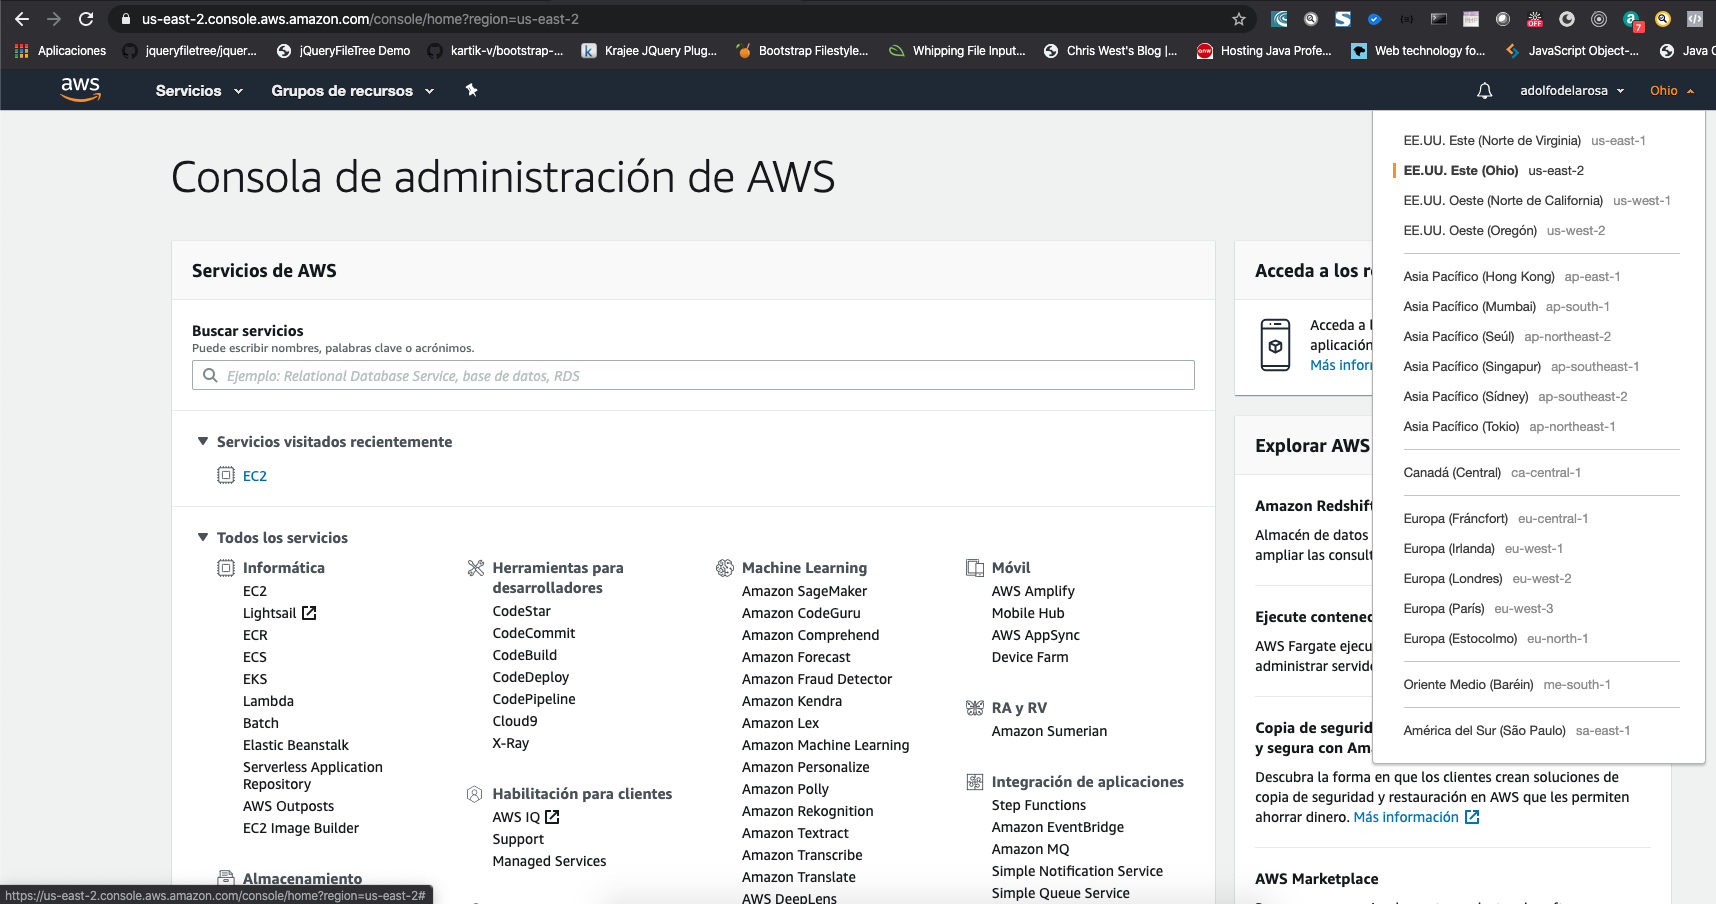 us-east-2.console.aws.amazon.com/console/home?region=us-east-2
Aplicaciones
jqueryfiletree/jquer...
jQueryFileTree Demo
kartik-v/bootstrap-...
Krajee JQuery Plug...
Bootstrap Filestyle...
Whipping File Input...
Chris West's Blog |...
Hosting Java Profe...
Web technology fo...
JavaScript Object-...
Java C
aws
Servicios
Grupos de recursos
adolfodelarosa
Ohio
EE.UU. Este (Norte de Virginia) us-east-1
EE.UU. Este (Ohio) us-east-2
EE.UU. Oeste (Norte de California) us-west-1
EE.UU. Oeste (Oregón) us-west-2
Asia Pacífico (Hong Kong) ap-east-1
Asia Pacífico (Mumbai) ap-south-1
Asia Pacífico (Seúl) ap-northeast-2
Asia Pacífico (Singapur) ap-southeast-1
Asia Pacífico (Sídney) ap-southeast-2
Asia Pacífico (Tokio) ap-northeast-1
Canadá (Central) ca-central-1
Europa (Fráncfort) eu-central-1
Europa (Irlanda) eu-west-1
Europa (Londres) eu-west-2
Europa (París) eu-west-3
Europa (Estocolmo) eu-north-1
Oriente Medio (Baréin) me-south-1
América del Sur (São Paulo) sa-east-1
Consola de administración de AWS
Servicios de AWS
Buscar servicios
Puede escribir nombres, palabras clave o acrónimos.
Ejemplo: Relational Database Service, base de datos, RDS
Servicios visitados recientemente
EC2
Todos los servicios
Informática
EC2
Lightsail
ECR
ECS
EKS
Lambda
Batch
Elastic Beanstalk
Serverless Application
Repository
AWS Outposts
EC2 Image Builder
Almacenamiento
Herramientas para
desarrolladores
CodeStar
CodeCommit
CodeBuild
CodeDeploy
CodePipeline
Cloud9
X-Ray
Habilitación para clientes
AWS IQ
Support
Managed Services
Machine Learning
Amazon SageMaker
Amazon CodeGuru
Amazon Comprehend
Amazon Forecast
Amazon Fraud Detector
Amazon Kendra
Amazon Lex
Amazon Machine Learning
Amazon Personalize
Amazon Polly
Amazon Rekognition
Amazon Textract
Amazon Transcribe
Amazon Translate
AWS DeepLens
Móvil
AWS Amplify
Mobile Hub
AWS AppSync
Device Farm
RA y RV
Amazon Sumerian
Integración de aplicaciones
Step Functions
Amazon EventBridge
Amazon MQ
Simple Notification Service
Simple Queue Service
Acceda a los r
Acceda a l
aplicación
Más inforr
Explorar AWS
Amazon Redshift
Almacén de datos
ampliar las consult
Ejecute contened
AWS Fargate ejecu
administrar servido
Copia de segurid
y segura con Ama
Descubra la forma en que los clientes crean soluciones de
copia de seguridad y restauración en AWS que les permiten
ahorrar dinero. Más información
AWS Marketplace
https://us-east-2.console.aws.amazon.com/console/home?region=us-east-2#
OFF
7